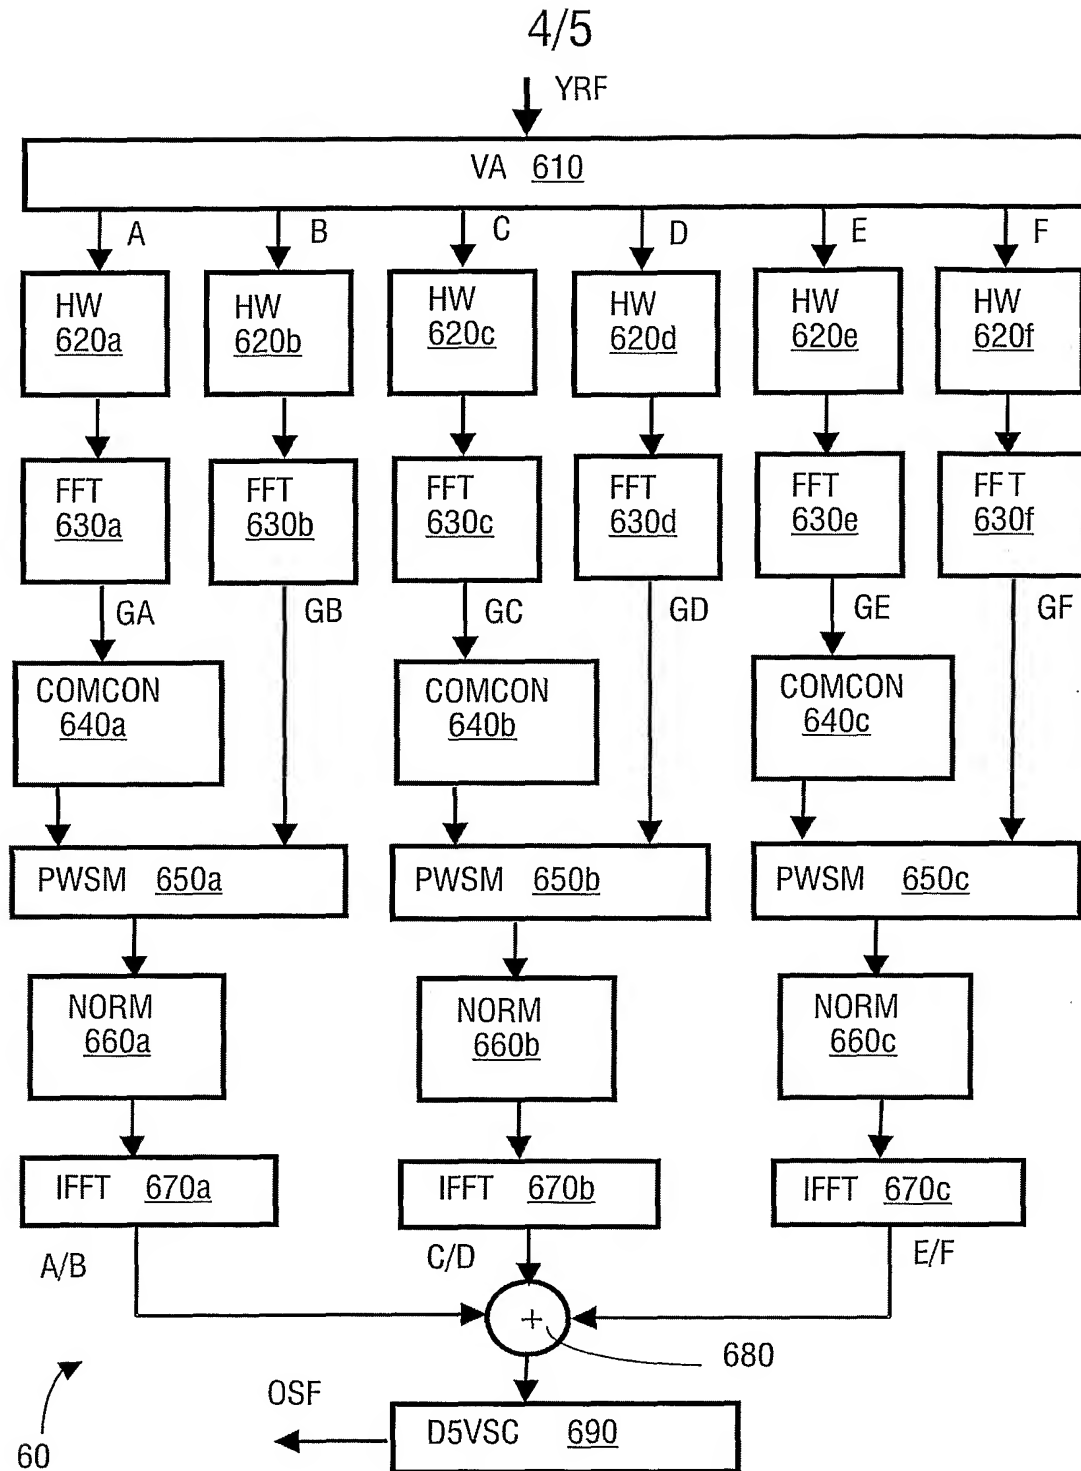 4/5
YRF
VA 610
A B C D E F
HW HW HW HW HW HW
620a 620b 620c 620d 620e 620f
FFT FFT FFT FFT FFT FFT
630a 630b 630c 630d 630e 630f
GA GB GC GD GE GF
COMCON COMCON COMCON
640a 640b 640c
PWSM 650a PWSM 650b PWSM 650c
NORM NORM NORM
660a 660b 660c
IFFT 670a IFFT 670b IFFT 670c
A/B C/D E/F
+
680
OSF
D5VSC 690
60